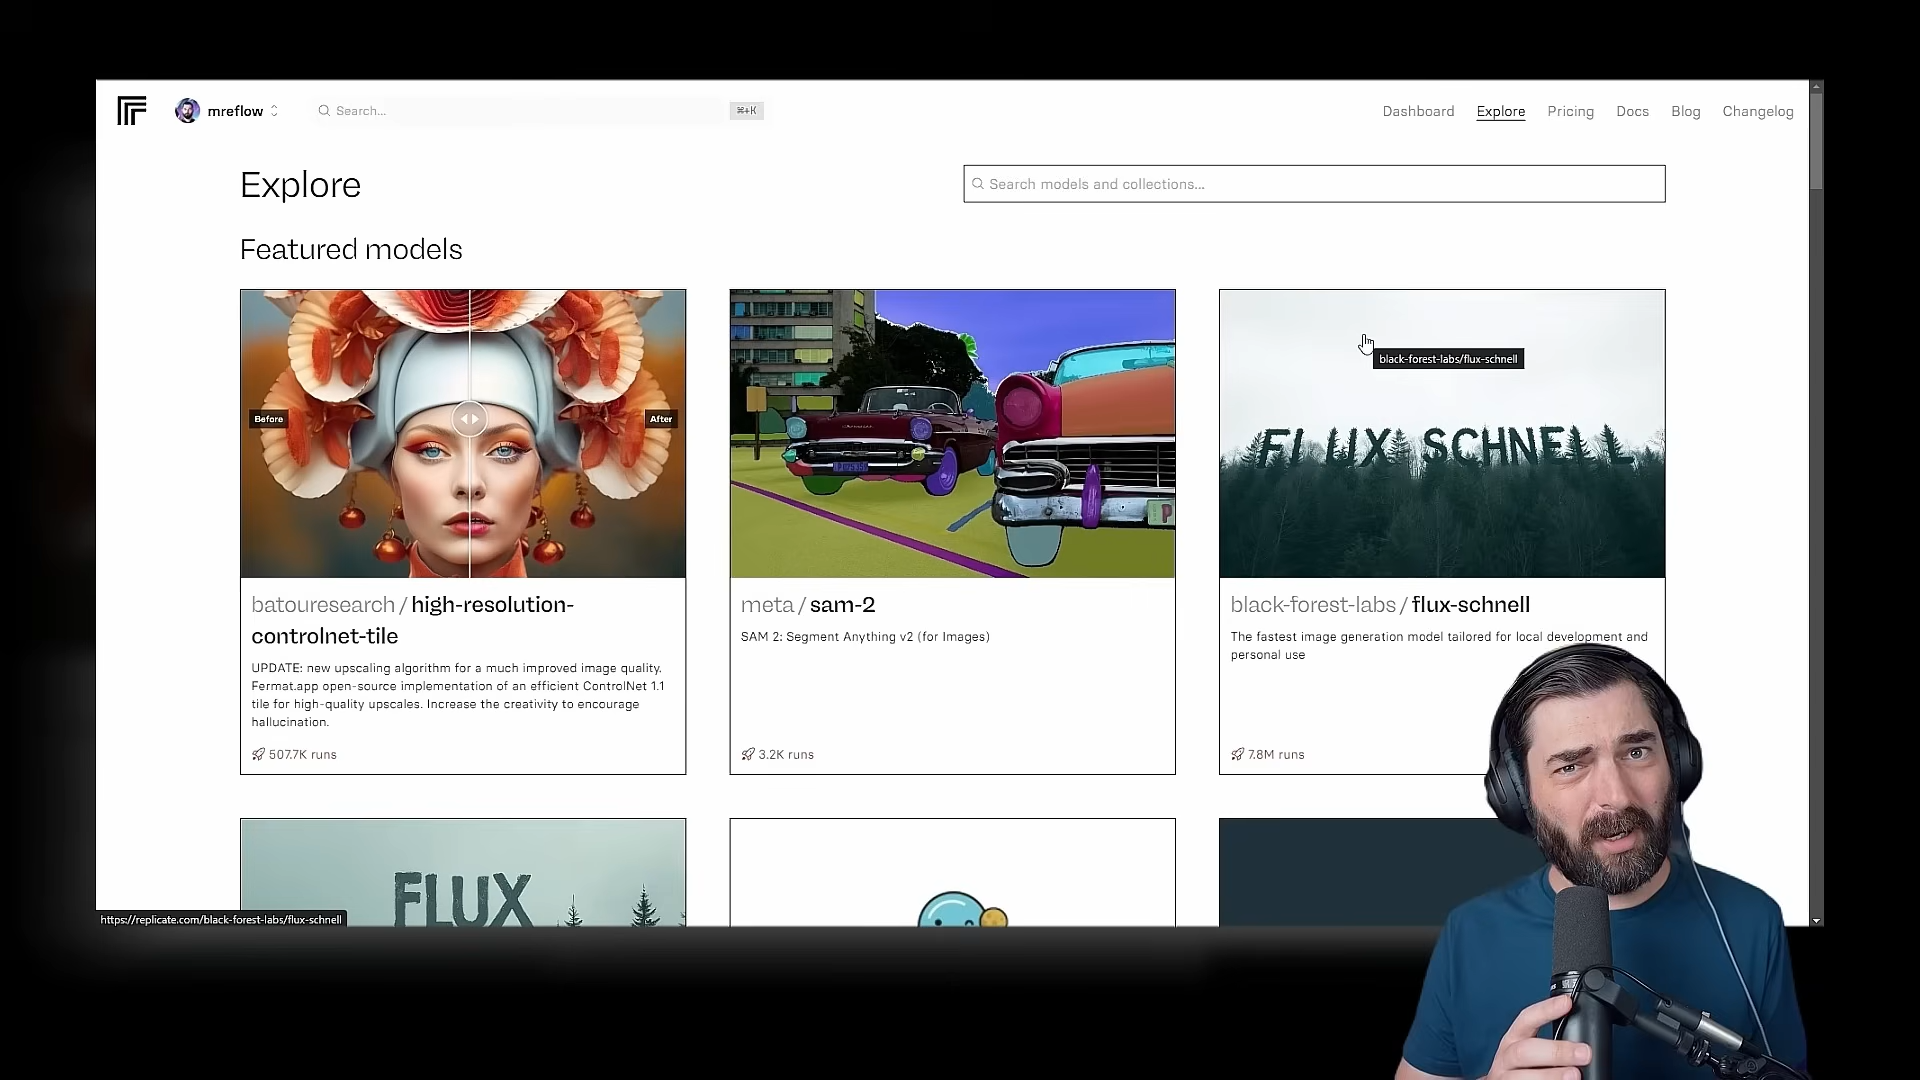 mreflow
Search...
⌘+K
Dashboard
Explore
Pricing
Docs
Blog
Changelog
Explore
Search models and collections...
Featured models
Before
After
black-forest-labs/flux-schnell
FLUX SCHNELL
batouresearch / high-resolution-
controlnet-tile
UPDATE: new upscaling algorithm for a much improved image quality.
Fermat.app open-source implementation of an efficient ControlNet 1.1
tile for high-quality upscales. Increase the creativity to encourage
hallucination.
507.7K runs
meta / sam-2
SAM 2: Segment Anything v2 (for Images)
3.2K runs
black-forest-labs / flux-schnell
The fastest image generation model tailored for local development and
personal use
7.8M runs
FLUX
https://replicate.com/black-forest-labs/flux-schnell